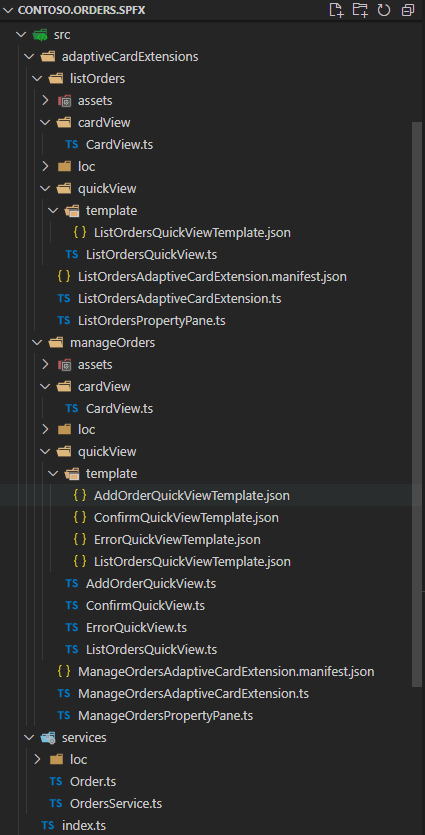 CONTOSO.ORDERS.SPFX
src
adaptiveCardExtensions
listOrders
assets
cardView
TS CardView.ts
loc
quickView
template
{ } ListOrdersQuickViewTemplate.json
TS ListOrdersQuickView.ts
{ } ListOrdersAdaptiveCardExtension.manifest.json
TS ListOrdersAdaptiveCardExtension.ts
TS ListOrdersPropertyPane.ts
manageOrders
assets
cardView
TS CardView.ts
loc
quickView
template
{ } AddOrderQuickViewTemplate.json
{ } ConfirmQuickViewTemplate.json
{ } ErrorQuickViewTemplate.json
{ } ListOrdersQuickViewTemplate.json
TS AddOrderQuickView.ts
TS ConfirmQuickView.ts
TS ErrorQuickView.ts
TS ListOrdersQuickView.ts
{ } ManageOrdersAdaptiveCardExtension.manifest.json
TS ManageOrdersAdaptiveCardExtension.ts
TS ManageOrdersPropertyPane.ts
services
loc
TS Order.ts
TS OrdersService.ts
TS index.ts